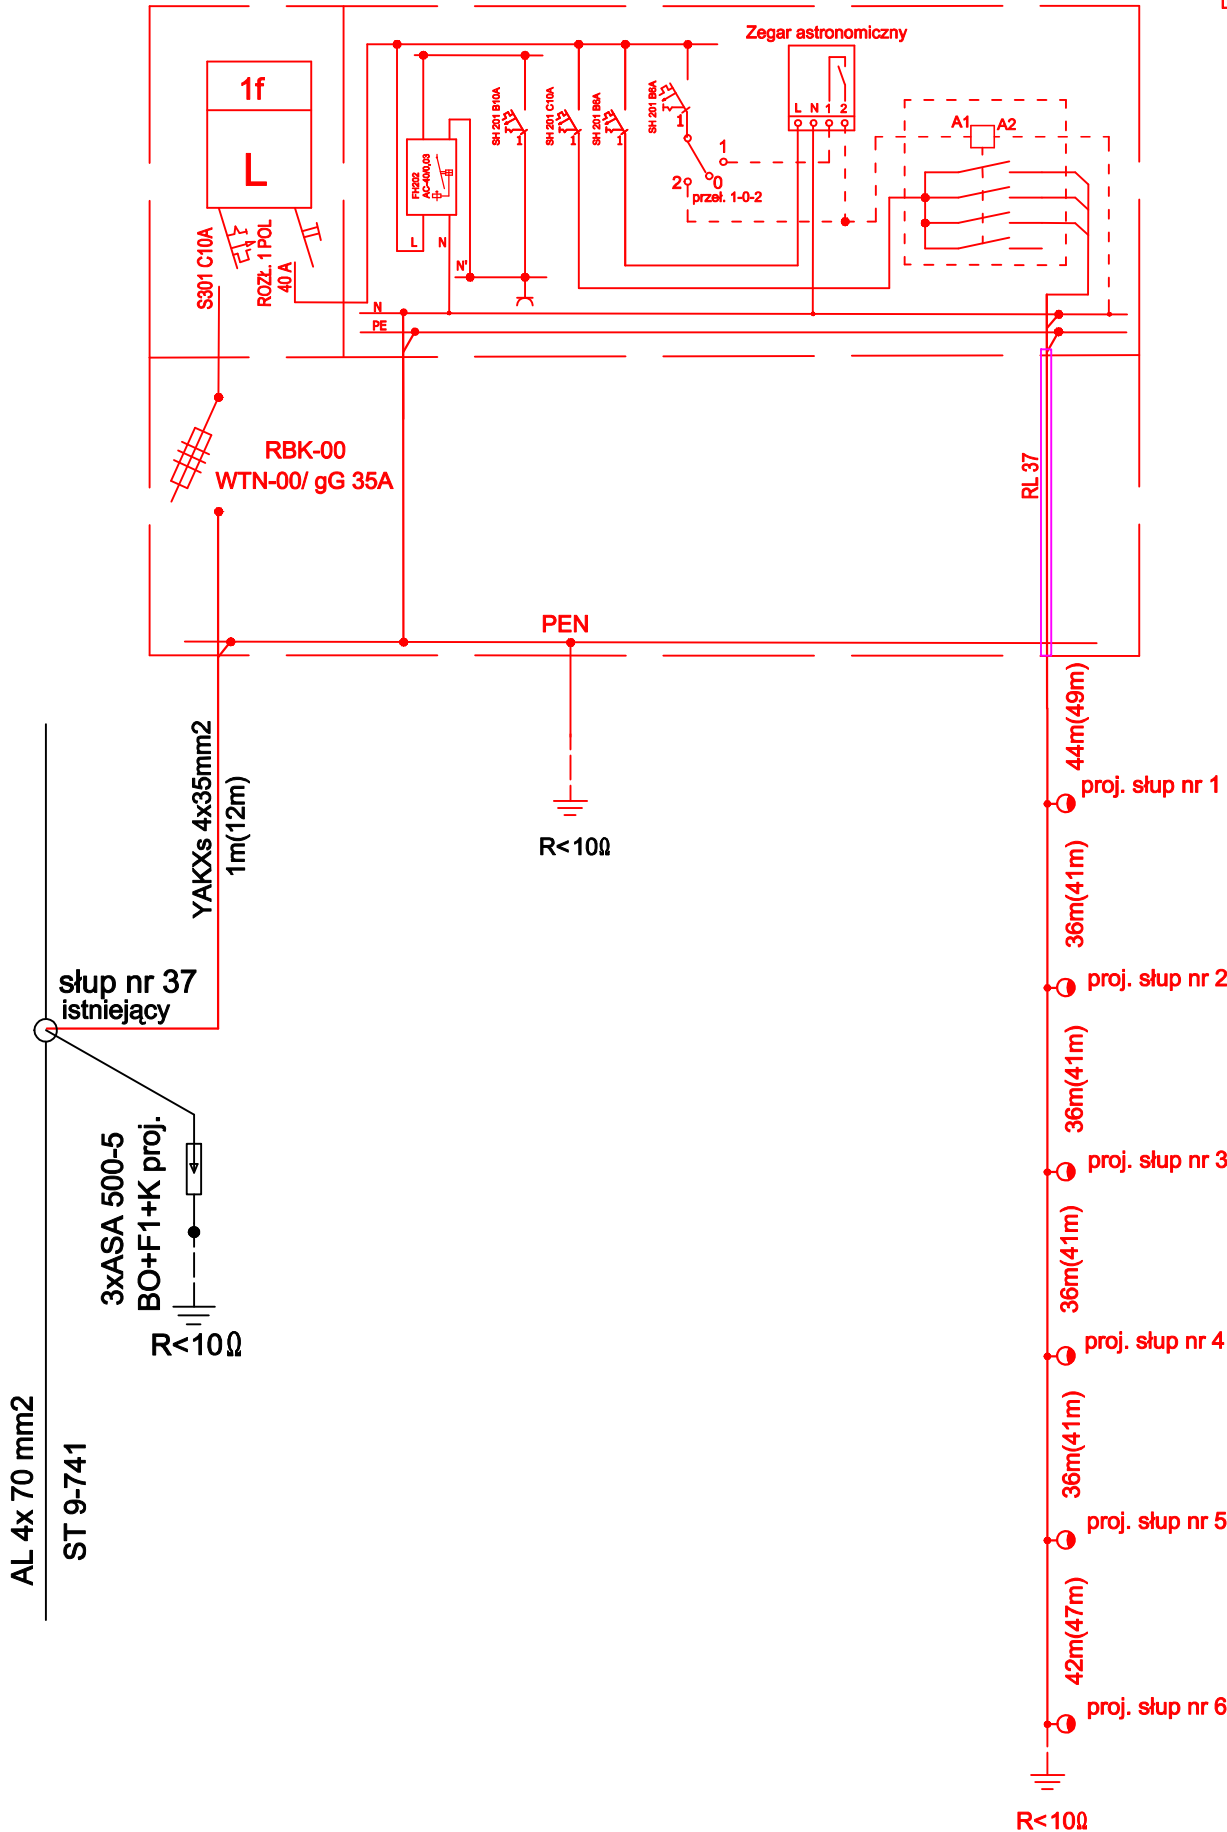 Zegar astronomiczny
1f
L
S301 C10A
ROZŁ. 1 POL
40 A
FH202
AC-40/0,03
L
N
N'
SH 201 B10A
1
SH 201 C10A
1
SH 201 B6A
1
SH 201 B6A
1
1
2
0
przeł. 1-0-2
L N 1 2
A1
A2
N
PE
RBK-00
WTN-00/ gG 35A
RL 37
PEN
R<10Ω
YAKXs 4x35mm2
1m(12m)
słup nr 37
istniejący
3xASA 500-5
BO+F1+K proj.
R<10Ω
AL 4x 70 mm2
ST 9-741
44m(49m)
proj. słup nr 1
36m(41m)
proj. słup nr 2
36m(41m)
proj. słup nr 3
36m(41m)
proj. słup nr 4
36m(41m)
proj. słup nr 5
42m(47m)
proj. słup nr 6
R<10Ω